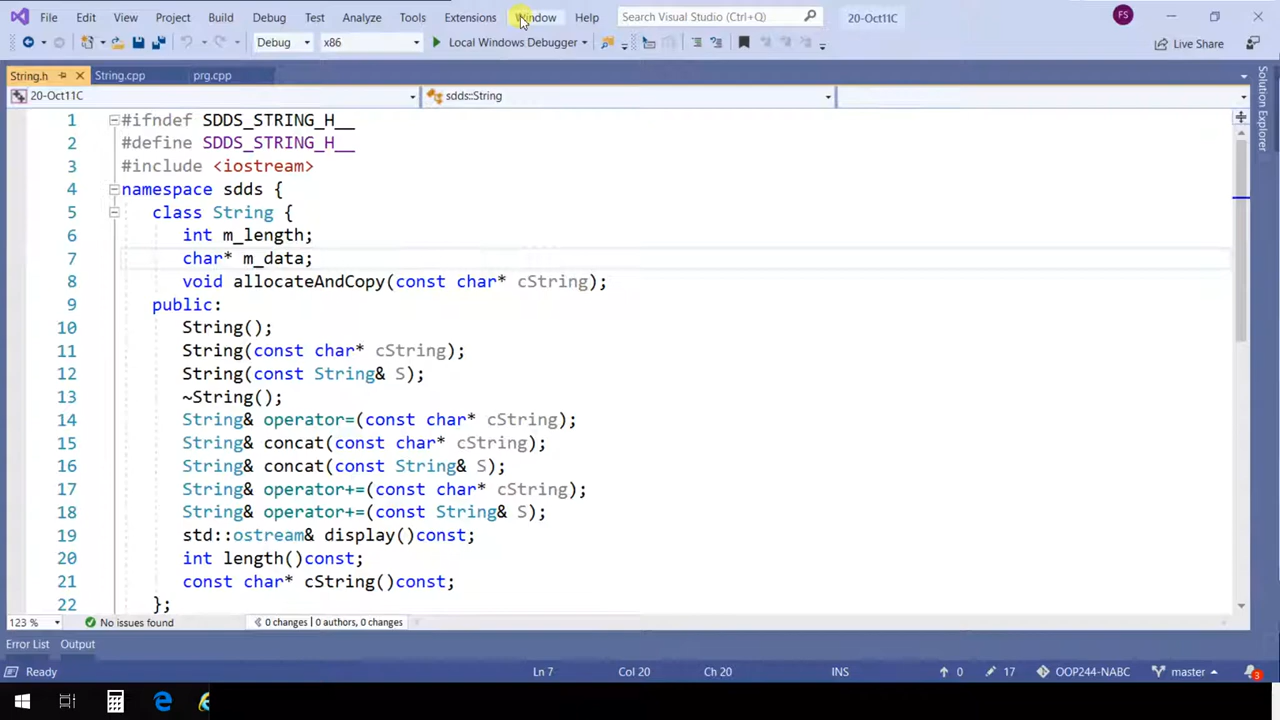 File Edit View Project Build Debug Test Analyze Tools Extensions Window Help Search Visual Studio (Ctrl+Q) 20-Oct11C FS
Debug x86 Local Windows Debugger Live Share
String.h String.cpp prg.cpp
20-Oct11C sdds::String
Solution Explorer
1 #ifndef SDDS_STRING_H__
2 #define SDDS_STRING_H__
3 #include <iostream>
4 namespace sdds {
5 class String {
6 int m_length;
7 char* m_data;
8 void allocateAndCopy(const char* cString);
9 public:
10 String();
11 String(const char* cString);
12 String(const String& S);
13 ~String();
14 String& operator=(const char* cString);
15 String& concat(const char* cString);
16 String& concat(const String& S);
17 String& operator+=(const char* cString);
18 String& operator+=(const String& S);
19 std::ostream& display()const;
20 int length()const;
21 const char* cString()const;
22 };
123 % No issues found 0 changes | 0 authors, 0 changes
Error List Output
Ready Ln 7 Col 20 Ch 20 INS 0 17 OOP244-NABC master 3